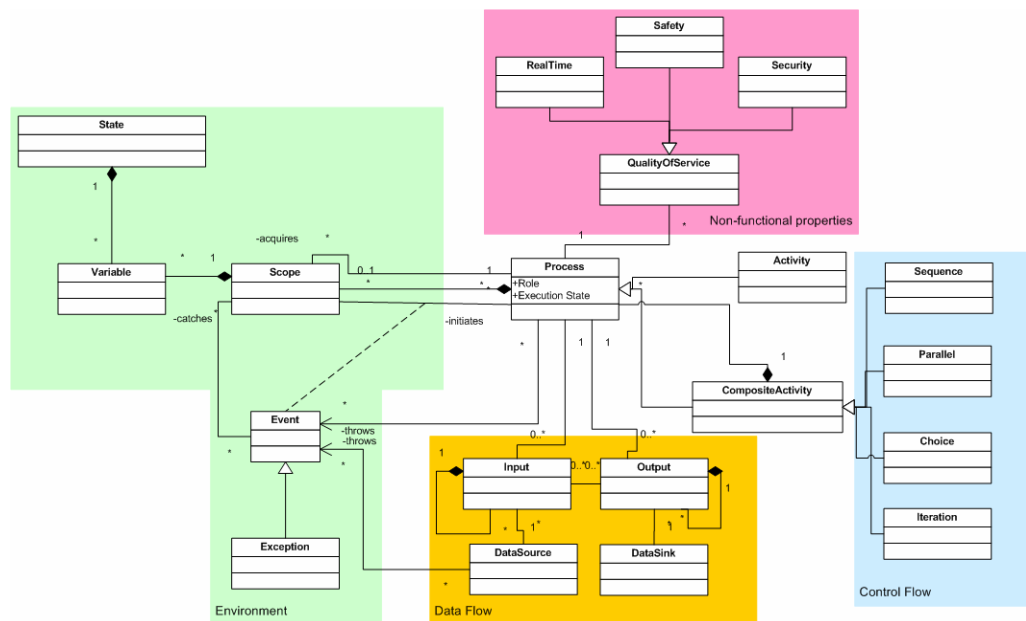 Safety
RealTime
Security
QualityOfService
Non-functional properties
*
1
State
1
*
Variable
*
1
Scope
-acquires
*
0..1
1
*
*
*
Process
+Role
+Execution State
*
Activity
-catches
*
-initiates
*
1
1
1
CompositeActivity
Sequence
Parallel
Choice
Iteration
Control Flow
Event
*
-throws
-throws
*
*
Exception
Environment
0..*
0..*
1
Input
0..*
0..*
Output
1
*
1
*
*
1
*
DataSource
DataSink
*
Data Flow